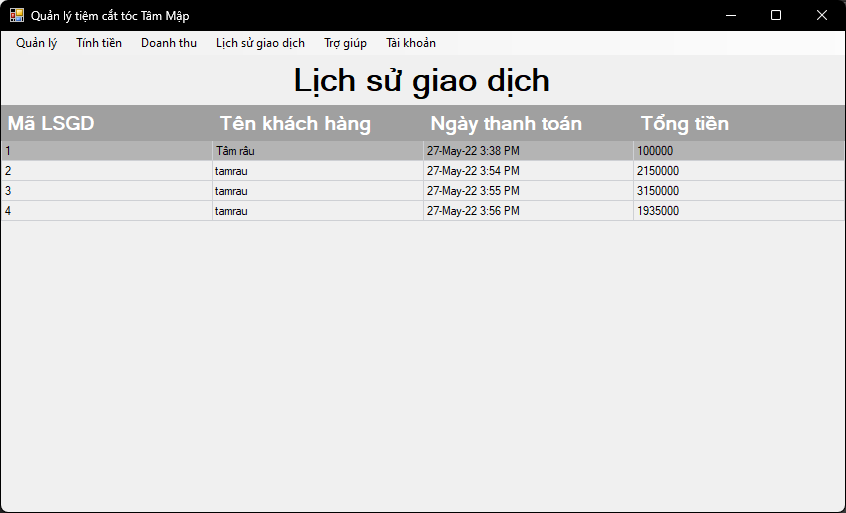 Quản lý tiệm cắt tóc Tâm Mập
Quản lý Tính tiền Doanh thu Lịch sử giao dịch Trợ giúp Tài khoản
Lịch sử giao dịch
Mã LSGD Tên khách hàng Ngày thanh toán Tổng tiền
1 Tâm râu 27-May-22 3:38 PM 100000
2 tamrau 27-May-22 3:54 PM 2150000
3 tamrau 27-May-22 3:55 PM 3150000
4 tamrau 27-May-22 3:56 PM 1935000